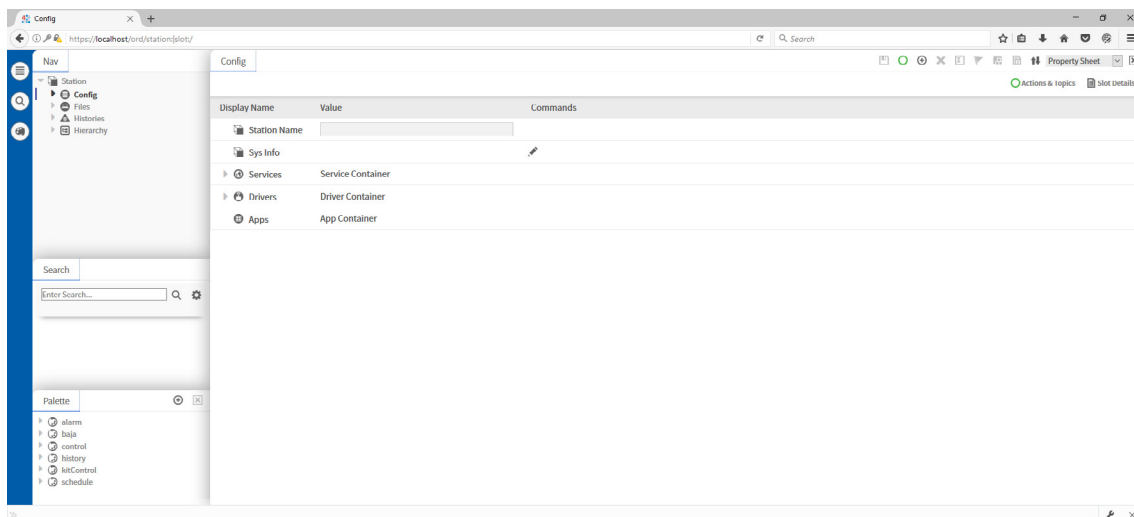 Config
https://localhost/ord/station:|slot:/
Search
Nav
Station
Config
Files
Histories
Hierarchy
Search
Enter Search...
Palette
alarm
baja
control
history
kitControl
schedule
Config
Property Sheet
Actions & Topics
Slot Details
Display Name Value Commands
Station Name
Sys Info
Services Service Container
Drivers Driver Container
Apps App Container